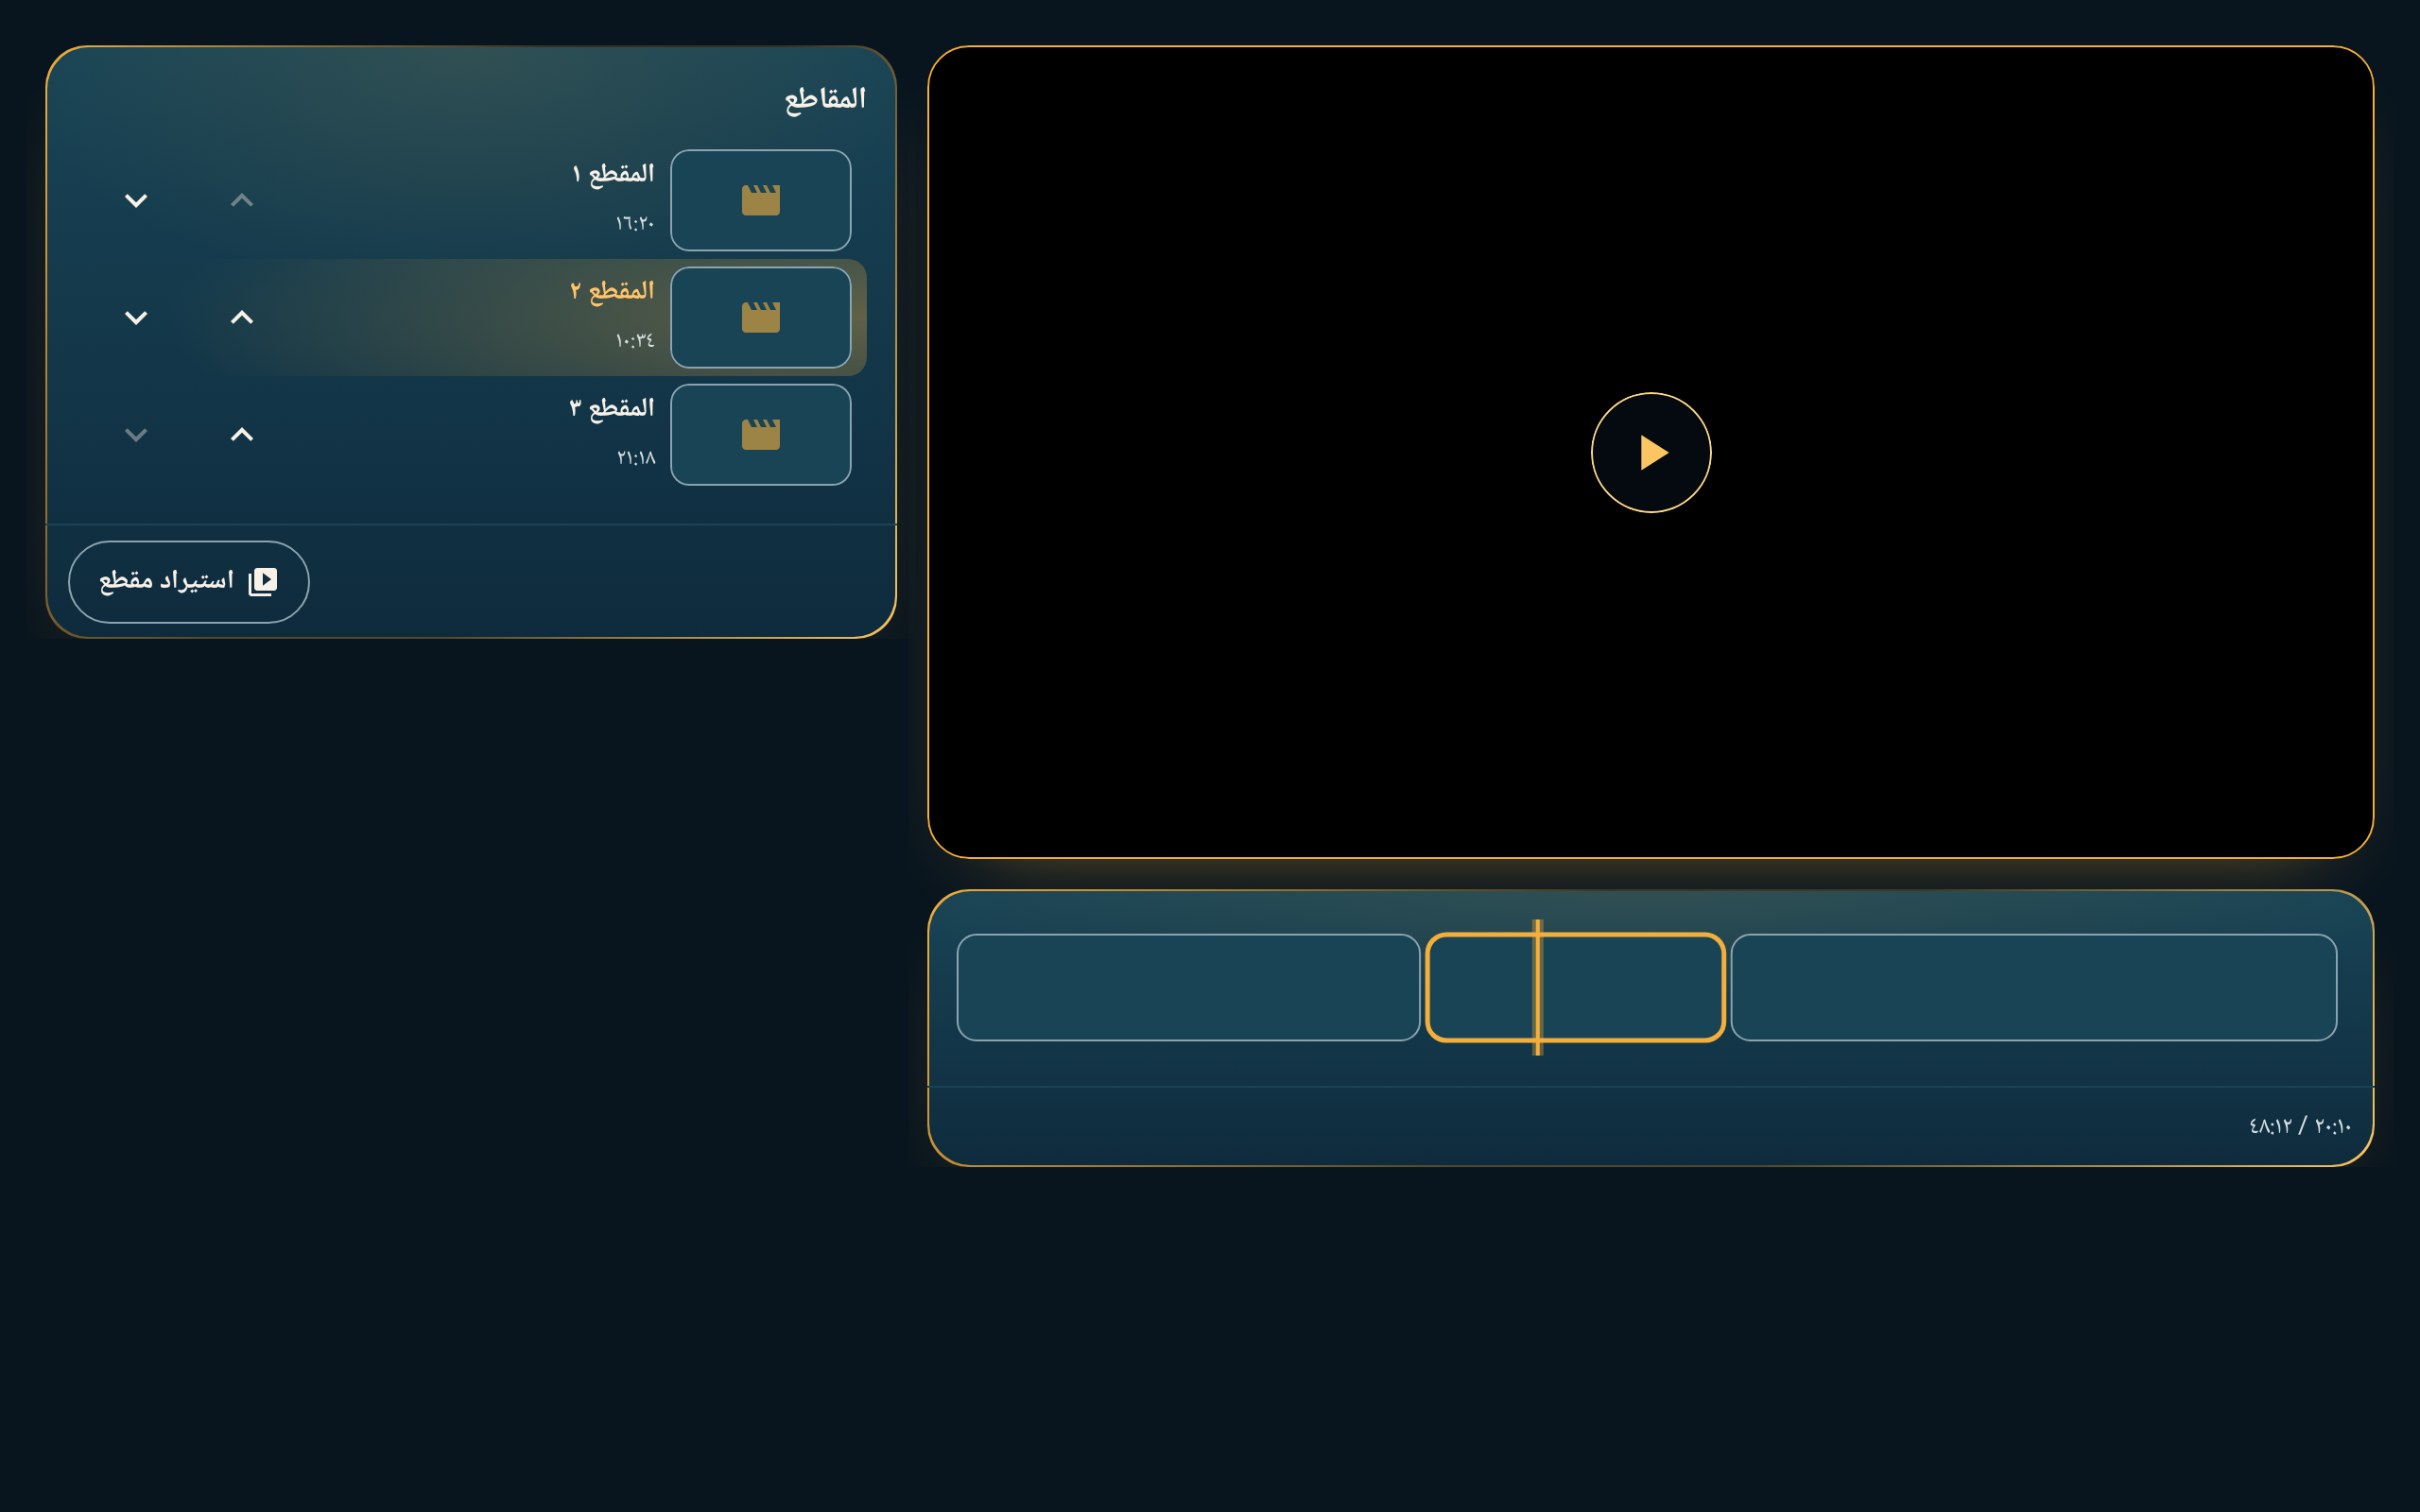 المقاطع
المقطع ١
١٦:٢٠
المقطع ٢
١٠:٣٤
المقطع ٣
٢١:١٨
استيراد مقطع
٢٠:١٠ / ٤٨:١٢